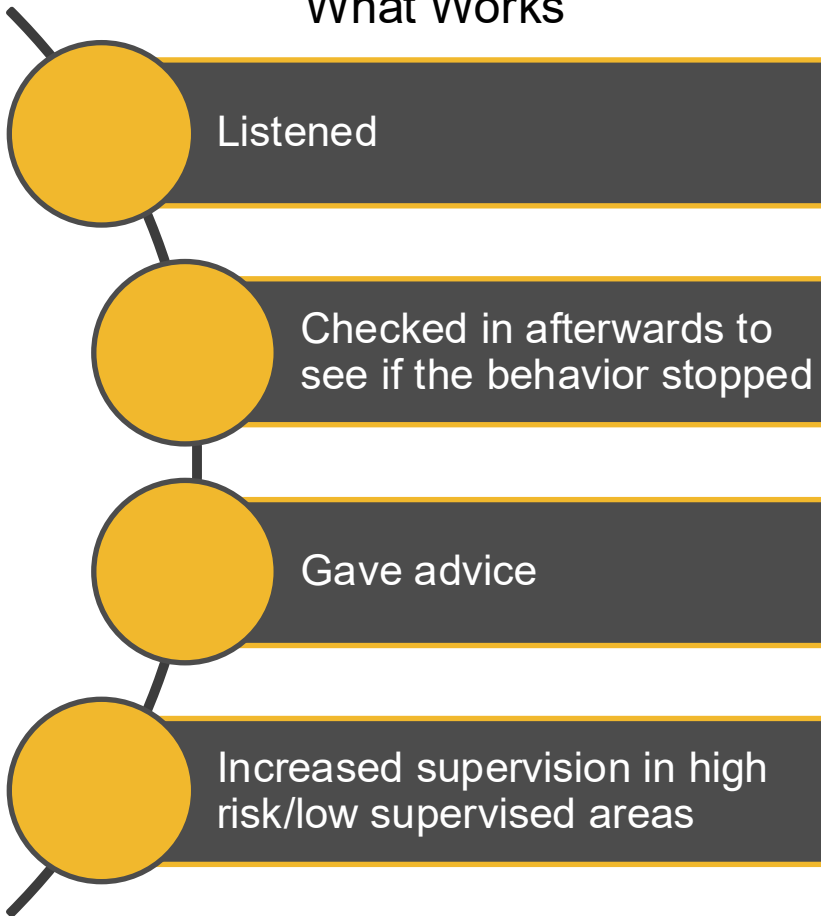 What Works
Listened
Checked in afterwards to
see if the behavior stopped
Gave advice
Increased supervision in high
risk/low supervised areas